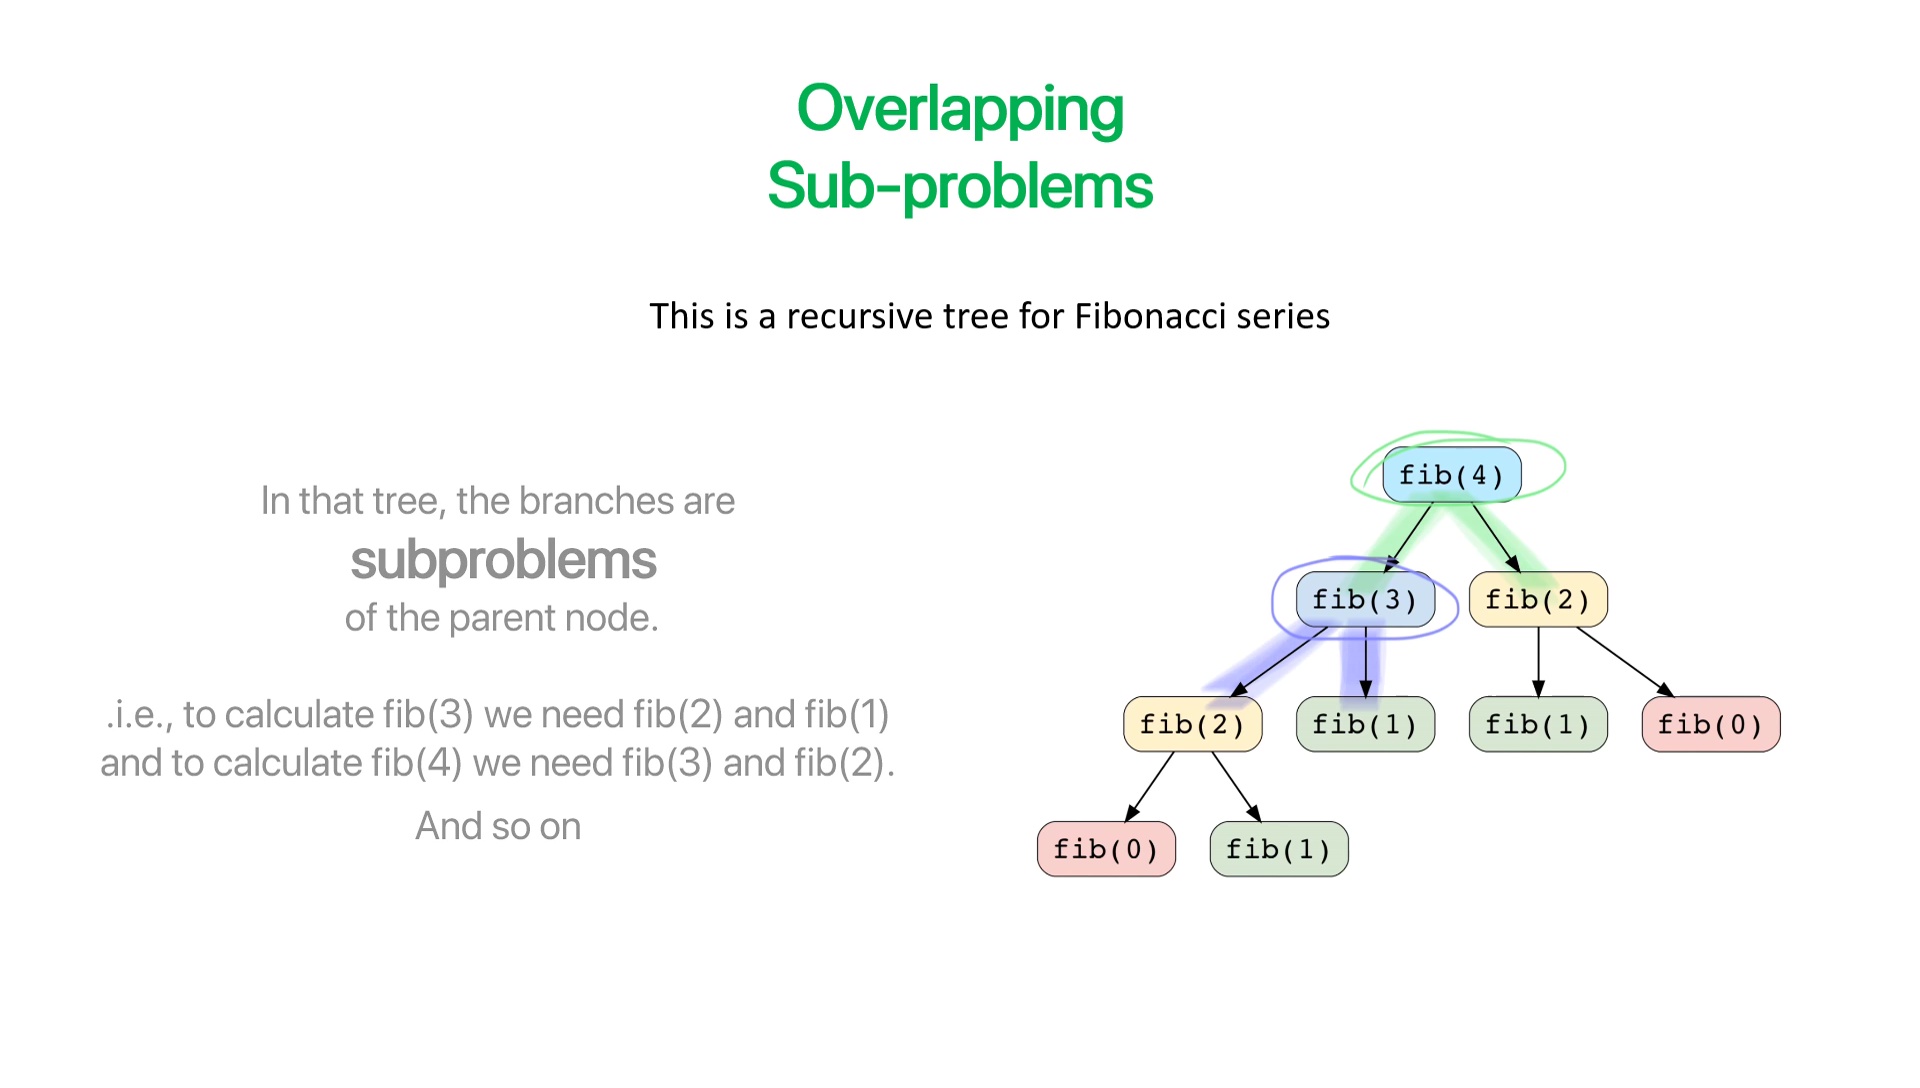 Overlapping
Sub-problems
This is a recursive tree for Fibonacci series
In that tree, the branches are
subproblems
of the parent node.
.i.e., to calculate fib(3) we need fib(2) and fib(1)
and to calculate fib(4) we need fib(3) and fib(2).
And so on
fib(4)
fib(3) fib(2)
fib(2) fib(1) fib(1) fib(0)
fib(0) fib(1)